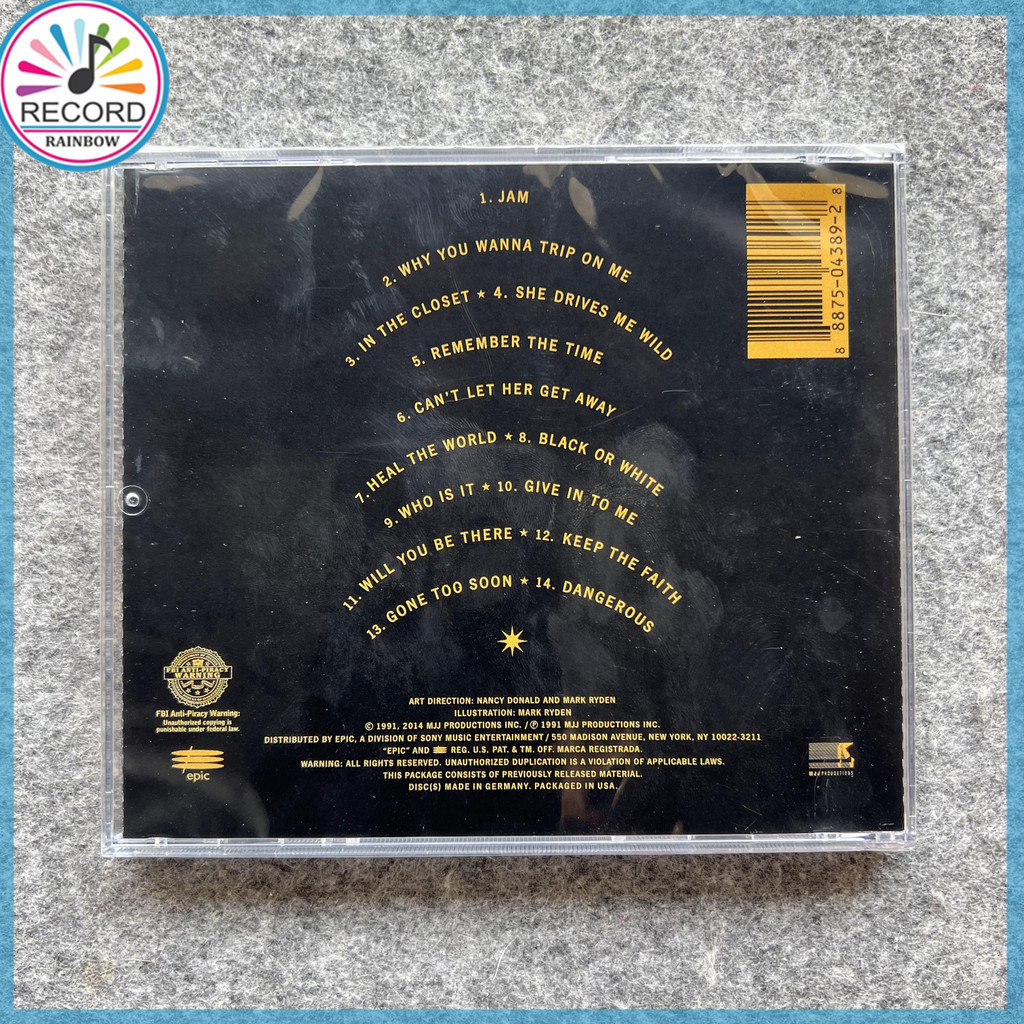 RECORD
RAINBOW
1. JAM
2. WHY YOU WANNA TRIP ON ME
3. IN THE CLOSET ★ 4. SHE DRIVES ME WILD
5. REMEMBER THE TIME
6. CAN'T LET HER GET AWAY
7. HEAL THE WORLD ★ 8. BLACK OR WHITE
9. WHO IS IT ★ 10. GIVE IN TO ME
11. WILL YOU BE THERE ★ 12. KEEP THE FAITH
13. GONE TOO SOON ★ 14. DANGEROUS
8 8875-04389-2 8
FBI ANTI-PIRACY
WARNING
FBI Anti-Piracy Warning:
Unauthorized copying is
punishable under federal law.
epic
ART DIRECTION: NANCY DONALD AND MARK RYDEN
ILLUSTRATION: MARK RYDEN
© 1991, 2014 MJJ PRODUCTIONS INC. / ℗ 1991 MJJ PRODUCTIONS INC.
DISTRIBUTED BY EPIC, A DIVISION OF SONY MUSIC ENTERTAINMENT / 550 MADISON AVENUE, NEW YORK, NY 10022-3211
"EPIC" AND REG. U.S. PAT. & TM. OFF. MARCA REGISTRADA.
WARNING: ALL RIGHTS RESERVED. UNAUTHORIZED DUPLICATION IS A VIOLATION OF APPLICABLE LAWS.
THIS PACKAGE CONSISTS OF PREVIOUSLY RELEASED MATERIAL.
DISC(S) MADE IN GERMANY. PACKAGED IN USA.
MJJ PRODUCTIONS